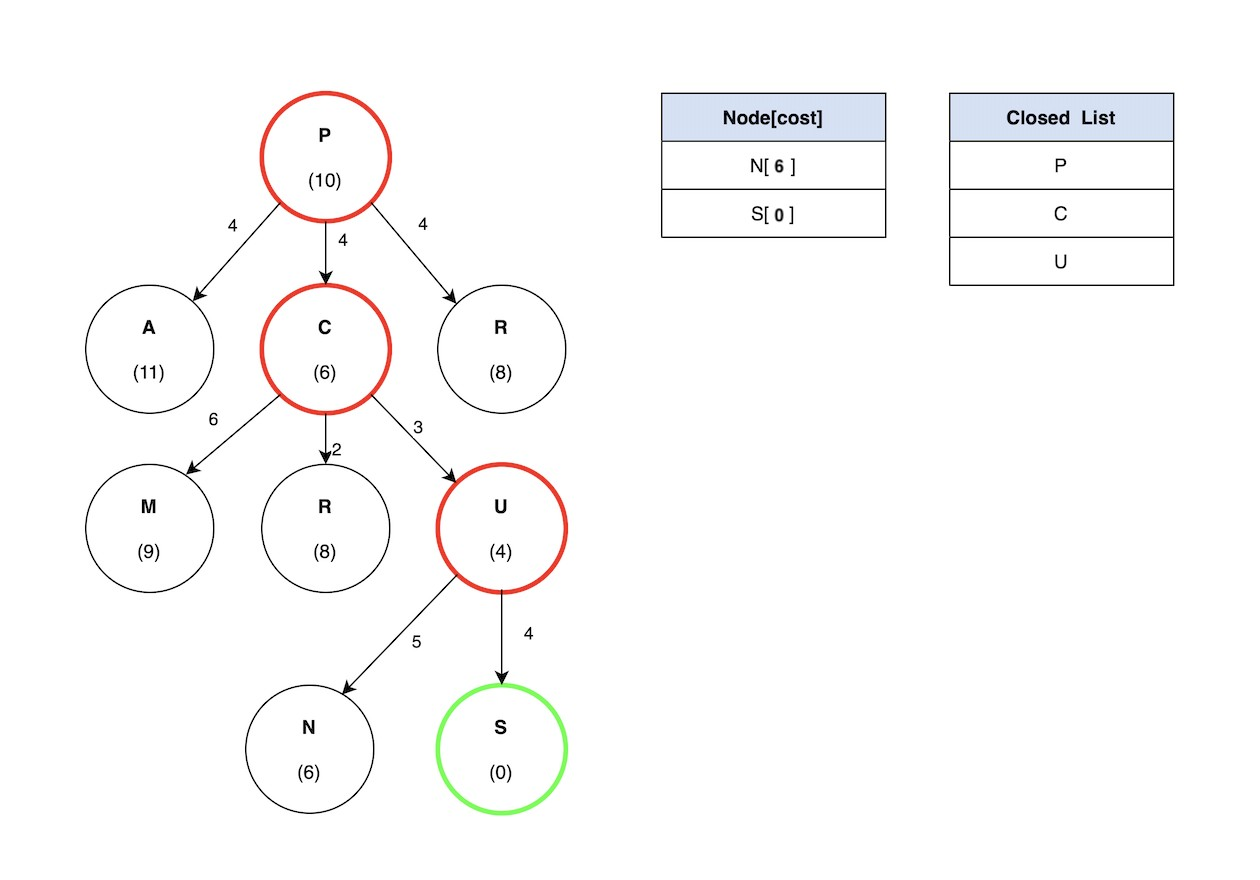 P
(10)
4
4
4
A
(11)
C
(6)
R
(8)
6
2
3
M
(9)
R
(8)
U
(4)
5
4
N
(6)
S
(0)
Node[cost]
N[ 6 ]
S[ 0 ]
Closed List
P
C
U